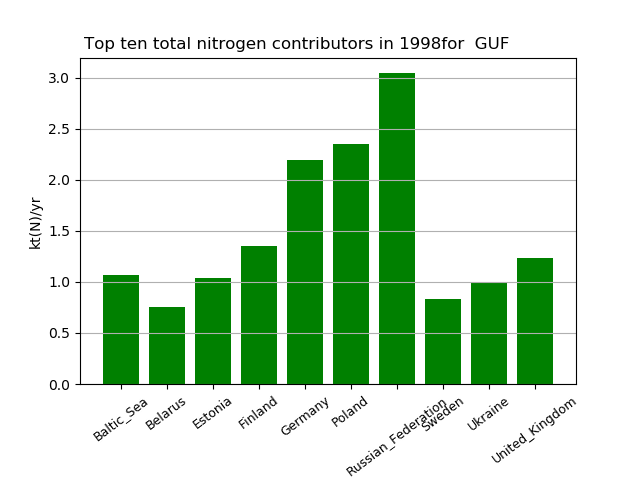 Top ten total nitrogen contributors in 1998for  GUF
kt(N)/yr
3.0
2.5
2.0
1.5
1.0
0.5
0.0
Baltic_Sea
Belarus
Estonia
Finland
Germany
Poland
Russian_Federation
Sweden
Ukraine
United_Kingdom